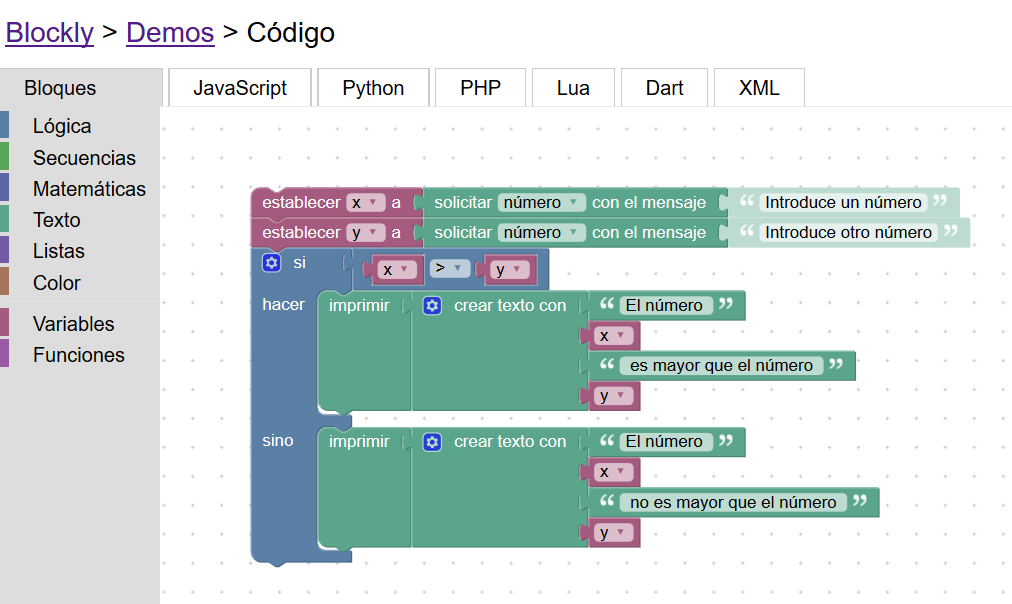 Blockly > Demos > Código
Bloques
JavaScript
Python
PHP
Lua
Dart
XML
Lógica
Secuencias
Matemáticas
Texto
Listas
Color
Variables
Funciones
establecer x a solicitar número con el mensaje “ Introduce un número ”
establecer y a solicitar número con el mensaje “ Introduce otro número ”
si x > y
hacer imprimir crear texto con “ El número ”
x
“ es mayor que el número ”
y
sino imprimir crear texto con “ El número ”
x
“ no es mayor que el número ”
y